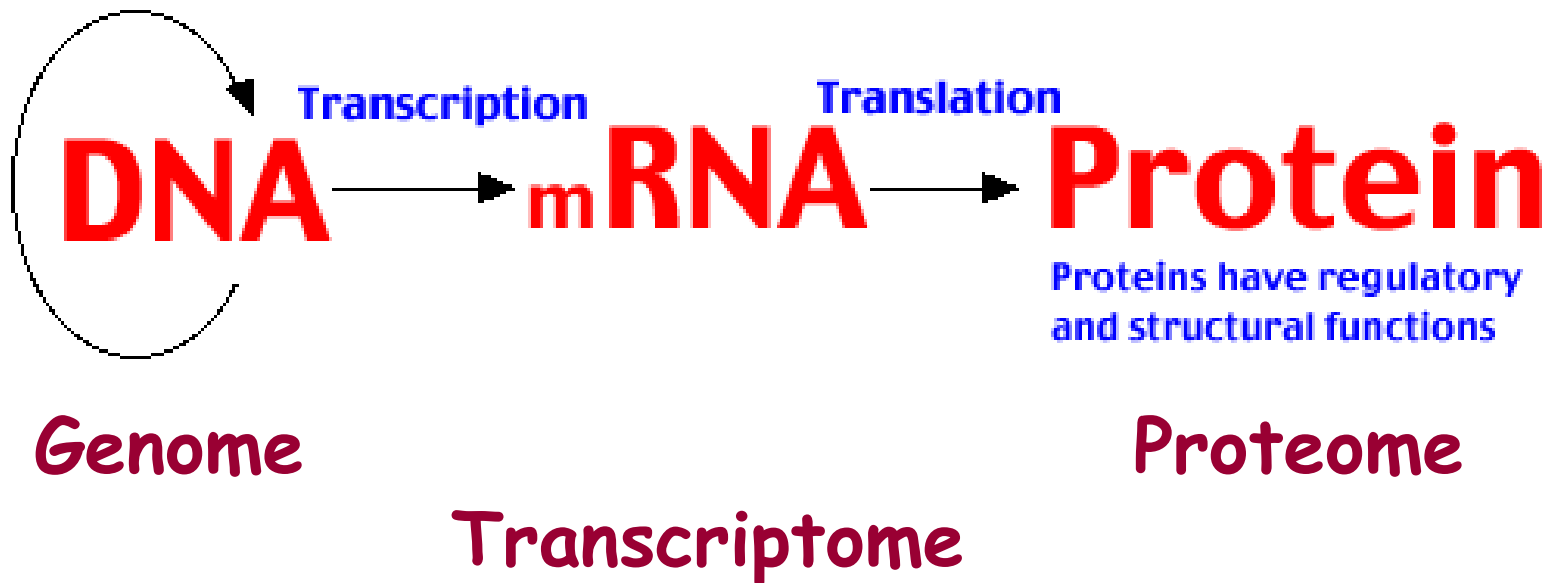 Transcription
Translation
DNA
mRNA
Protein
Proteins have regulatory
and structural functions
Genome
Proteome
Transcriptome